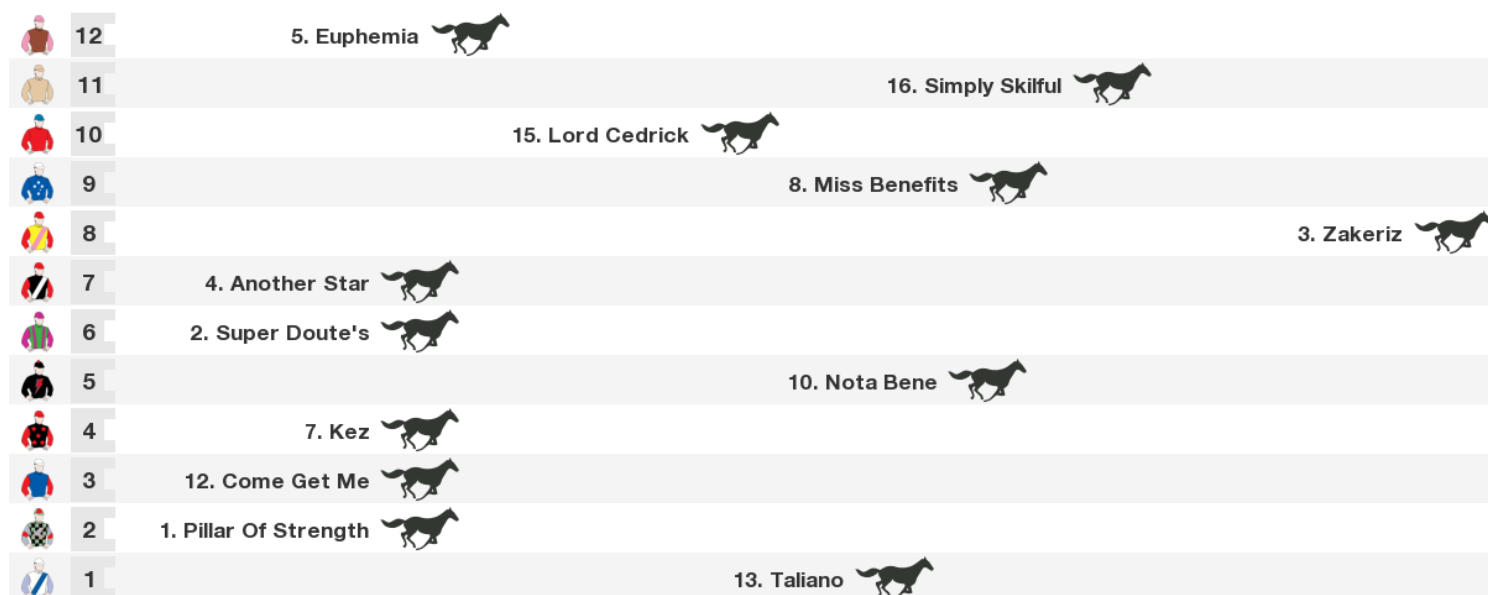 12 5. Euphemia
11 16. Simply Skilful
10 15. Lord Cedrick
9 8. Miss Benefits
8 3. Zakeriz
7 4. Another Star
6 2. Super Doute's
5 10. Nota Bene
4 7. Kez
3 12. Come Get Me
2 1. Pillar Of Strength
1 13. Taliano